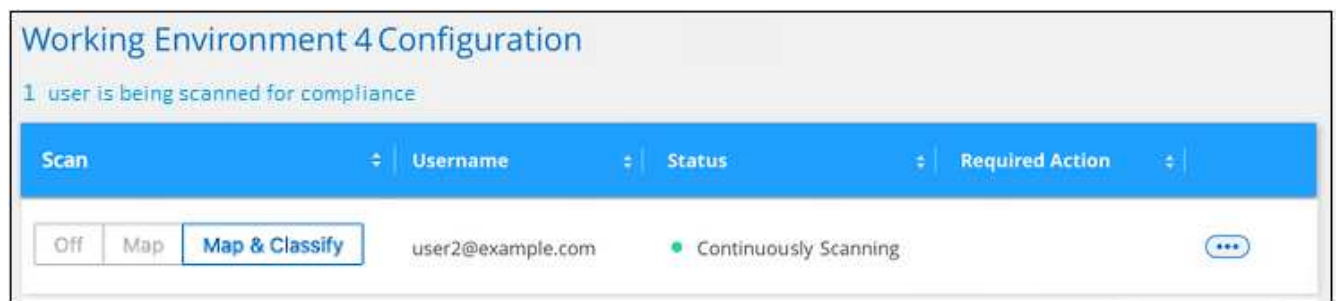 Working Environment 4 Configuration
1 user is being scanned for compliance
Scan Username Status Required Action
Off Map Map & Classify user2@example.com Continuously Scanning